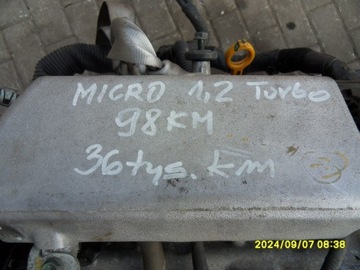 MICRO 1,2 Turbo
98KM
36tys. km
2024/09/07 08:38